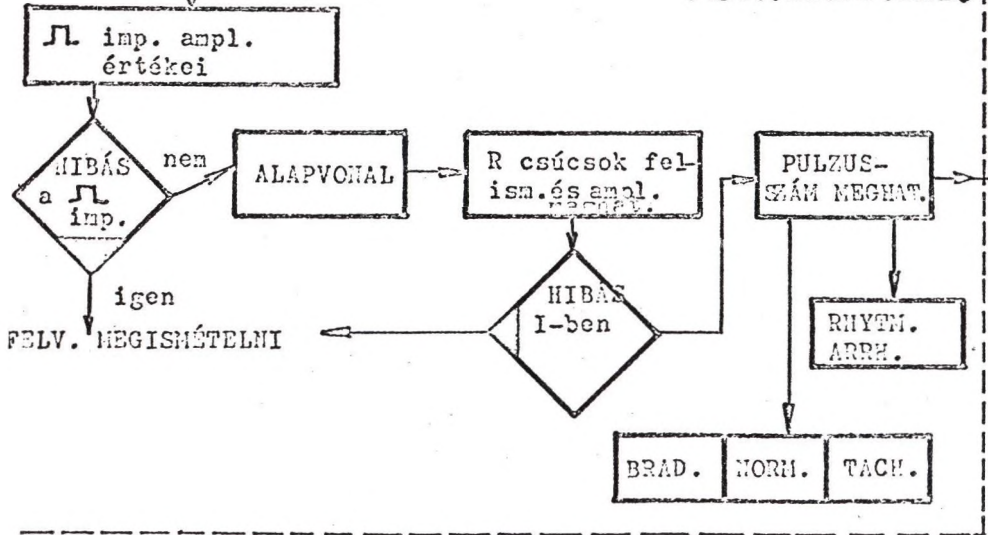 ⎍ imp. ampl.
értékei
HIBÁS
a ⎍
imp.
nem
igen
FELV. MEGISMÉTELNI
ALAPVONAL
R csúcsok fel-
ism.és ampl.
HIBÁS
I-ben
PULZUS-
SZÁM MEGHAT.
RHYTM.
ARRH.
BRAD. NORM. TACH.